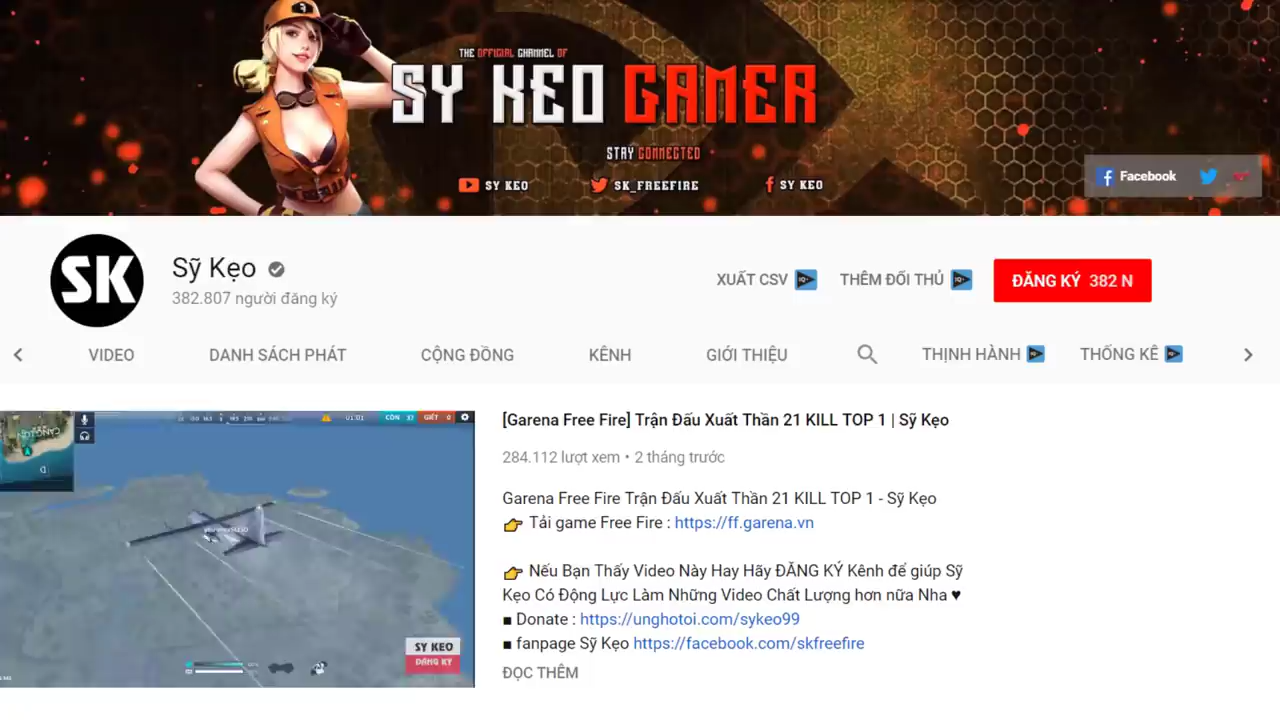 THE OFFICIAL CHANNEL OF
SY KEO GAMER
STAY CONNECTED
SY KEO
SK_FREEFIRE
SY KEO
Facebook
SK
Sỹ Kẹo
382.807 người đăng ký
XUẤT CSV
THÊM ĐỐI THỦ
ĐĂNG KÝ 382 N
VIDEO
DANH SÁCH PHÁT
CỘNG ĐỒNG
KÊNH
GIỚI THIỆU
THỊNH HÀNH
THỐNG KÊ
CÒN 37
GIẾT 0
01:01
SY KEO
ĐĂNG KÝ
[Garena Free Fire] Trận Đấu Xuất Thần 21 KILL TOP 1 | Sỹ Kẹo
284.112 lượt xem • 2 tháng trước
Garena Free Fire Trận Đấu Xuất Thần 21 KILL TOP 1 - Sỹ Kẹo
👉 Tải game Free Fire : https://ff.garena.vn
👉 Nếu Bạn Thấy Video Này Hay Hãy ĐĂNG KÝ Kênh để giúp Sỹ
Kẹo Có Động Lực Làm Những Video Chất Lượng hơn nữa Nha ♥
■ Donate : https://unghotoi.com/sykeo99
■ fanpage Sỹ Kẹo https://facebook.com/skfreefire
ĐỌC THÊM